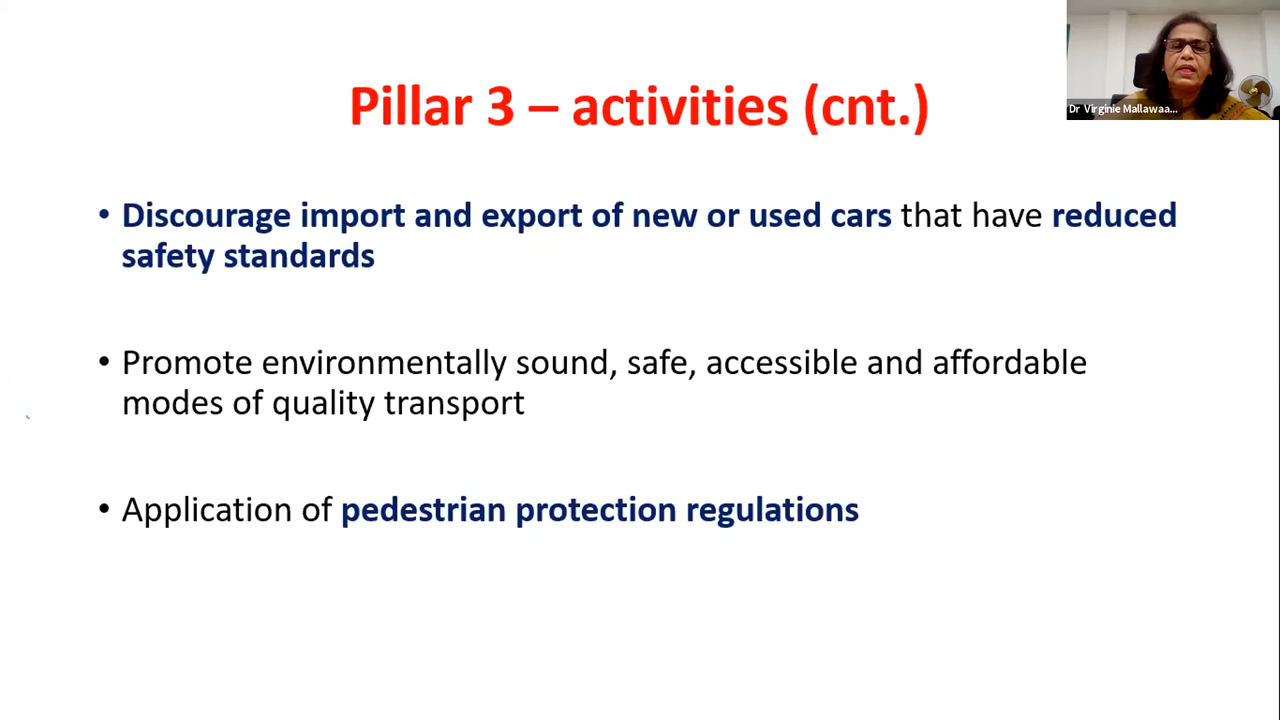 Pillar 3 – activities (cnt.)
Dr Virginie Mallawaa...
• Discourage import and export of new or used cars that have reduced
safety standards
• Promote environmentally sound, safe, accessible and affordable
modes of quality transport
• Application of pedestrian protection regulations